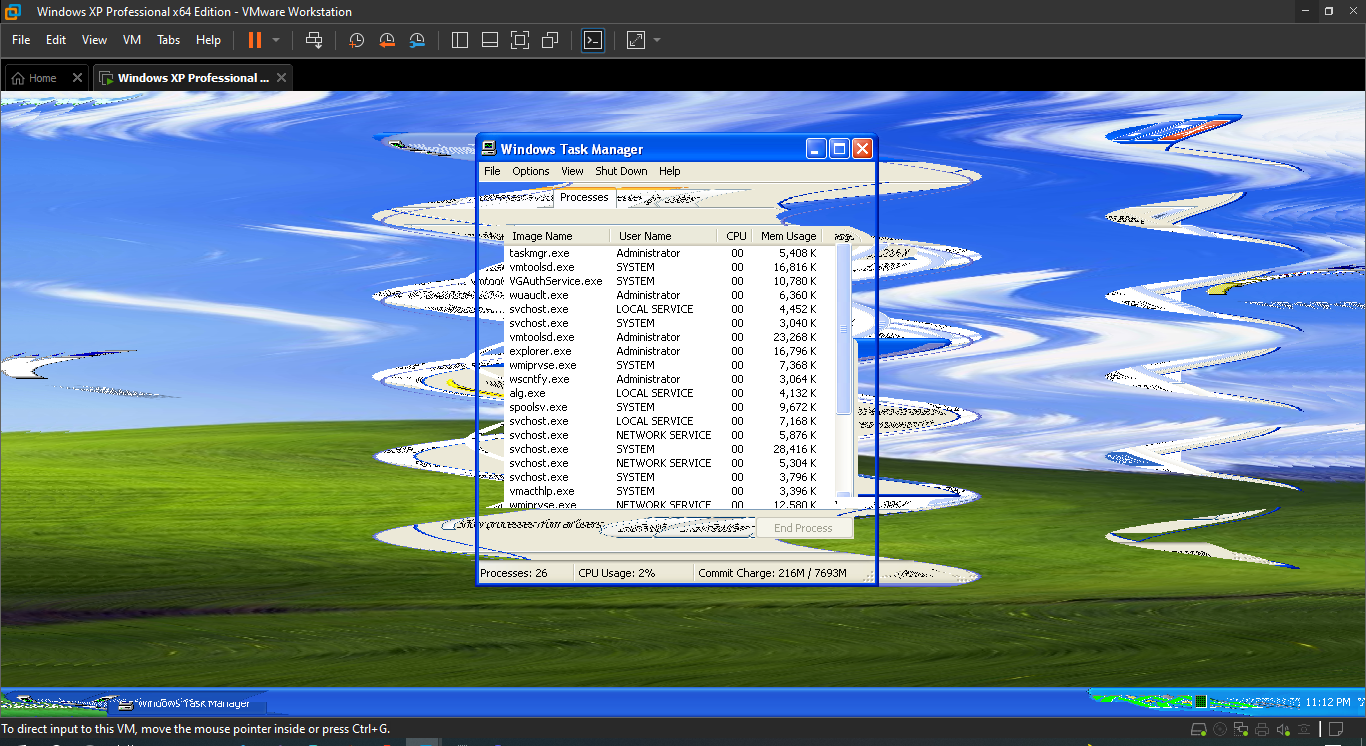 Windows XP Professional x64 Edition - VMware Workstation
File Edit View VM Tabs Help
Home
Windows XP Professional ...
Windows Task Manager
File Options View Shut Down Help
Processes
Image Name User Name CPU Mem Usage
taskmgr.exe Administrator 00 5,408 K
vmtoolsd.exe SYSTEM 00 16,816 K
VGAuthService.exe SYSTEM 00 10,780 K
wuauclt.exe Administrator 00 6,360 K
svchost.exe LOCAL SERVICE 00 4,452 K
svchost.exe SYSTEM 00 3,040 K
vmtoolsd.exe Administrator 00 23,268 K
explorer.exe Administrator 00 16,796 K
wmiprvse.exe SYSTEM 00 7,368 K
wscntfy.exe Administrator 00 3,064 K
alg.exe LOCAL SERVICE 00 4,132 K
spoolsv.exe SYSTEM 00 9,672 K
svchost.exe LOCAL SERVICE 00 7,168 K
svchost.exe NETWORK SERVICE 00 5,876 K
svchost.exe SYSTEM 00 28,416 K
svchost.exe NETWORK SERVICE 00 5,304 K
svchost.exe SYSTEM 00 3,796 K
vmacthlp.exe SYSTEM 00 3,396 K
wmiprvse.exe NETWORK SERVICE 00 12,580 K
processes from all users
End Process
Processes: 26 CPU Usage: 2% Commit Charge: 216M / 7693M
Windows Task Manager
11:12 PM
To direct input to this VM, move the mouse pointer inside or press Ctrl+G.